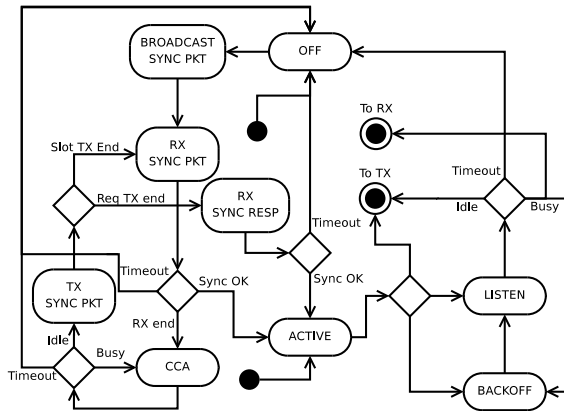 BROADCAST
SYNC PKT
OFF
To RX
Slot TX End
RX
SYNC PKT
To TX
Timeout
Req TX end
RX
SYNC RESP
Idle
Busy
Timeout
Timeout
Sync OK
Sync OK
TX
SYNC PKT
LISTEN
RX end
ACTIVE
Idle
Busy
Timeout
CCA
BACKOFF